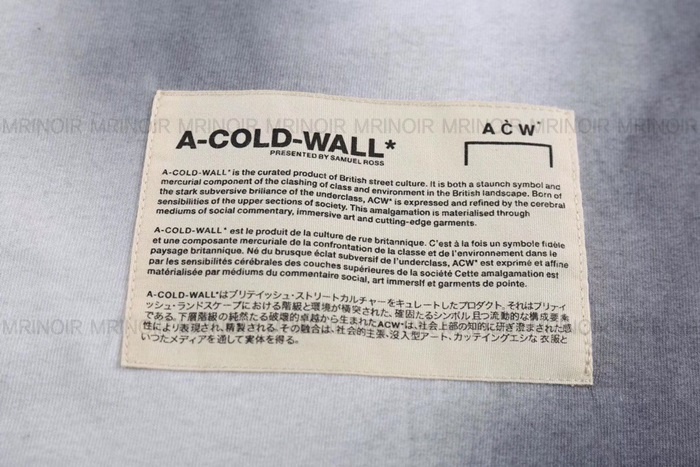 MRINOIR MRINOIR MRINOIR MRINOIR MRINOIR MRINOIR MRINOIR
A-COLD-WALL*
PRESENTED BY SAMUEL ROSS
ACW*
A-COLD-WALL* is the curated product of British street culture. It is both a staunch symbol and
mercurial component of the clashing of class and environment in the British landscape. Born of
the stark subversive briliance of the underclass, ACW* is expressed and refined by the cerebral
sensibilities of the upper sections of society. This amalgamation is materialised through
mediums of social commentary, immersive art and cutting-edge garments.
A-COLD-WALL* est le produit de la culture de rue britannique. C'est à la fois un symbole fidèle
et une composante mercuriale de la confrontation de la classe et de l'environnement dans le
paysage britannique. Né du brusque éclat subversif de l'underclass, ACW* est exprimé et affine
par les sensibilités cérébrales des couches supérieures de la société Cette amalgamation est
matérialisée par médiums du commentaire social, art immersif et garments de pointe.
A-COLD-WALL*はブリテイッシュ・ストリートカルチャーをキュレートしたプロダクト、それはブリテイ
ッシュ・ランドスケープにおける階級と環境が衝突された、確固たるシンボル且つ流動的な構成要素
である。下層階級の純然たる破壊的卓越から生まれたACW*は、社会上部の知的に研ぎ澄まされた感
性により表現され、精製される。その融合は、社会的主張、没入型アート、カッティングエシな 衣服と
いつたメディアを通して実体を得る。